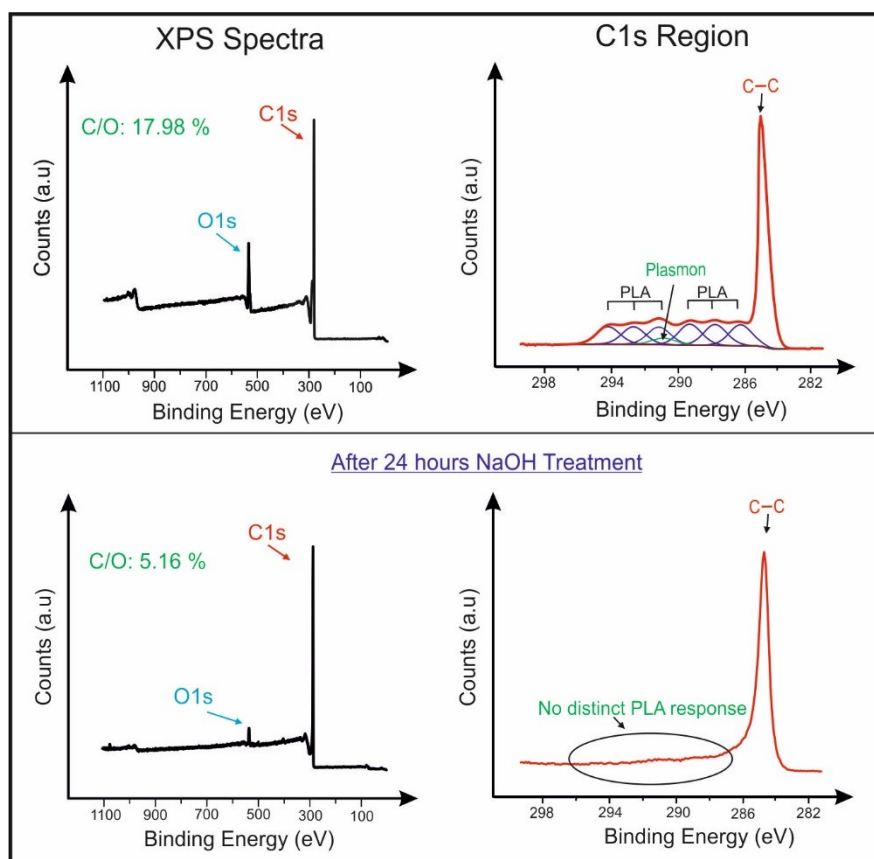 XPS Spectra
C1s Region
C/O: 17.98 %
C1s
O1s
Counts (a.u)
1100 900 700 500 300 100
Binding Energy (eV)
C–C
Plasmon
PLA PLA
Counts (a.u)
298 294 290 286 282
Binding Energy (eV)
After 24 hours NaOH Treatment
C/O: 5.16 %
C1s
O1s
Counts (a.u)
1100 900 700 500 300 100
Binding Energy (eV)
C–C
No distinct PLA response
Counts (a.u)
298 294 290 286 282
Binding Energy (eV)